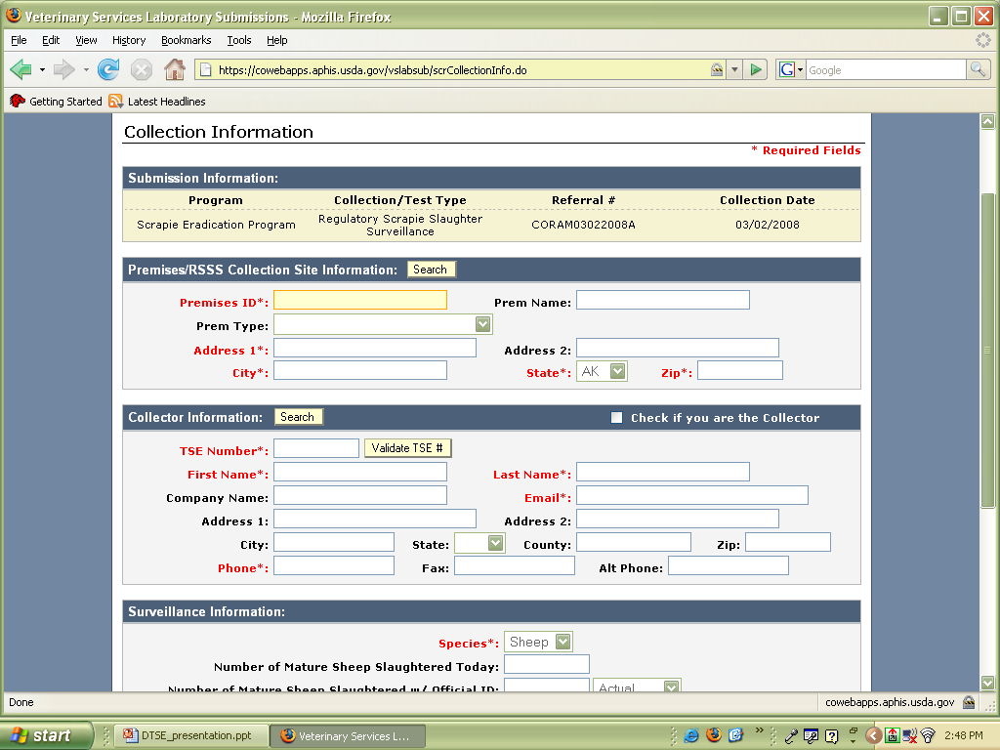 Veterinary Services Laboratory Submissions - Mozilla Firefox
File Edit View History Bookmarks Tools Help
https://cowebapps.aphis.usda.gov/vslabsub/scrCollectionInfo.do G Google
Getting Started Latest Headlines
Collection Information
* Required Fields
Submission Information:
Program Collection/Test Type Referral # Collection Date
Scrapie Eradication Program Regulatory Scrapie Slaughter Surveillance CORAM03022008A 03/02/2008
Premises/RSSS Collection Site Information: Search
Premises ID*: Prem Name:
Prem Type:
Address 1*: Address 2:
City*: State*: AK Zip*:
Collector Information: Search Check if you are the Collector
TSE Number*: Validate TSE #
First Name*: Last Name*:
Company Name: Email*:
Address 1: Address 2:
City: State: County: Zip:
Phone*: Fax: Alt Phone:
Surveillance Information:
Species*: Sheep
Number of Mature Sheep Slaughtered Today:
Number of Mature Sheep Slaughtered w/ Official ID: Actual
Done cowebapps.aphis.usda.gov
start DTSE_presentation.ppt Veterinary Services L... » 2:48 PM